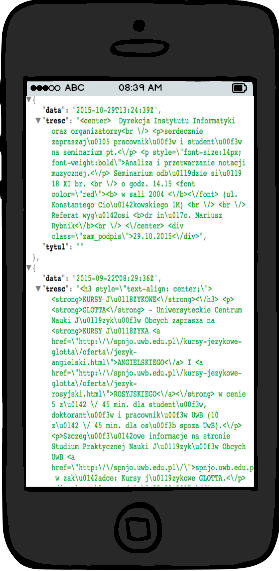 ABC 08:39 AM
{
"data": "2015-10-29T13:24:39Z",
"tresc": "<center> Dyrekcja Instytutu Informatyki
oraz organizatorzy<br \/> <p>serdecznie
zapraszaj\u0105 pracownik\u00f3w i student\u00f3w
na seminarium pt.<\/p> <p style=\"font-size:14px;
font-weight:bold\">Analiza i przetwarzanie notacji
muzycznej.<\/p> Seminarium odb\u0119dzie si\u0119
18 XI br. <br \/> o godz. 14.15 <font
color=\"red\"><b> w sali 2004 <\/b><\/font> (ul.
Konstantego Cio\u0142kowskiego 1M) <br \/> <br \/>
Referat wyg\u0142osi <b>dr in\u017c. Mariusz
Rybnik<\/b><br \/> <\/center> <div
class=\"zam_podpis\">29.10.2015<\/div>",
"tytul": ""
},
{
"data": "2015-09-22T08:29:36Z",
"tresc": "<h3 style=\"text-align: center;\">
<strong>KURSY J\u0118ZYKOWE<\/strong><\/h3> <p>
<strong>GLOTTA<\/strong> - Uniwersyteckie Centrum
Nauki J\u0119zyk\u00f3w Obcych zaprasza na
<strong>KURSY J\u0118ZYKA <a
href=\"http:\/\/spnjo.uwb.edu.pl\/kursy-jezykowe-
glotta\/oferta\/jezyk-
angielski.html\">ANGIELSKIEGO<\/a> I <a
href=\"http:\/\/spnjo.uwb.edu.pl\/kursy-jezykowe-
glotta\/oferta\/jezyk-
rosyjski.html\">ROSYJSKIEGO<\/a><\/strong> w cenie
5 z\u0142 \/ 45 min. dla student\u00f3w,
doktorant\u00f3w i pracownik\u00f3w UwB (10
z\u0142 \/ 45 min. dla os\u00f3b spoza UwB).<\/p>
<p>Szczeg\u00f3\u0142owe informacje na stronie
Studium Praktycznej Nauki J\u0119zyk\u00f3w Obcych
UwB <a
href=\"http:\/\/spnjo.uwb.edu.pl\/\">spnjo.uwb.edu.p
w zak\u0142adce: Kursy j\u0119zykowe GLOTTA.<\/p>